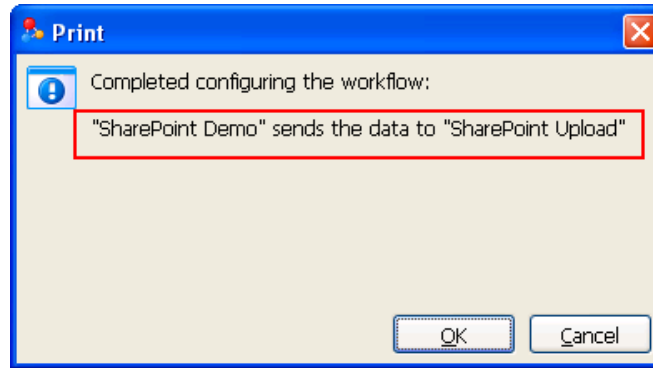 Print
Completed configuring the workflow:
"SharePoint Demo" sends the data to "SharePoint Upload"
OK
Cancel